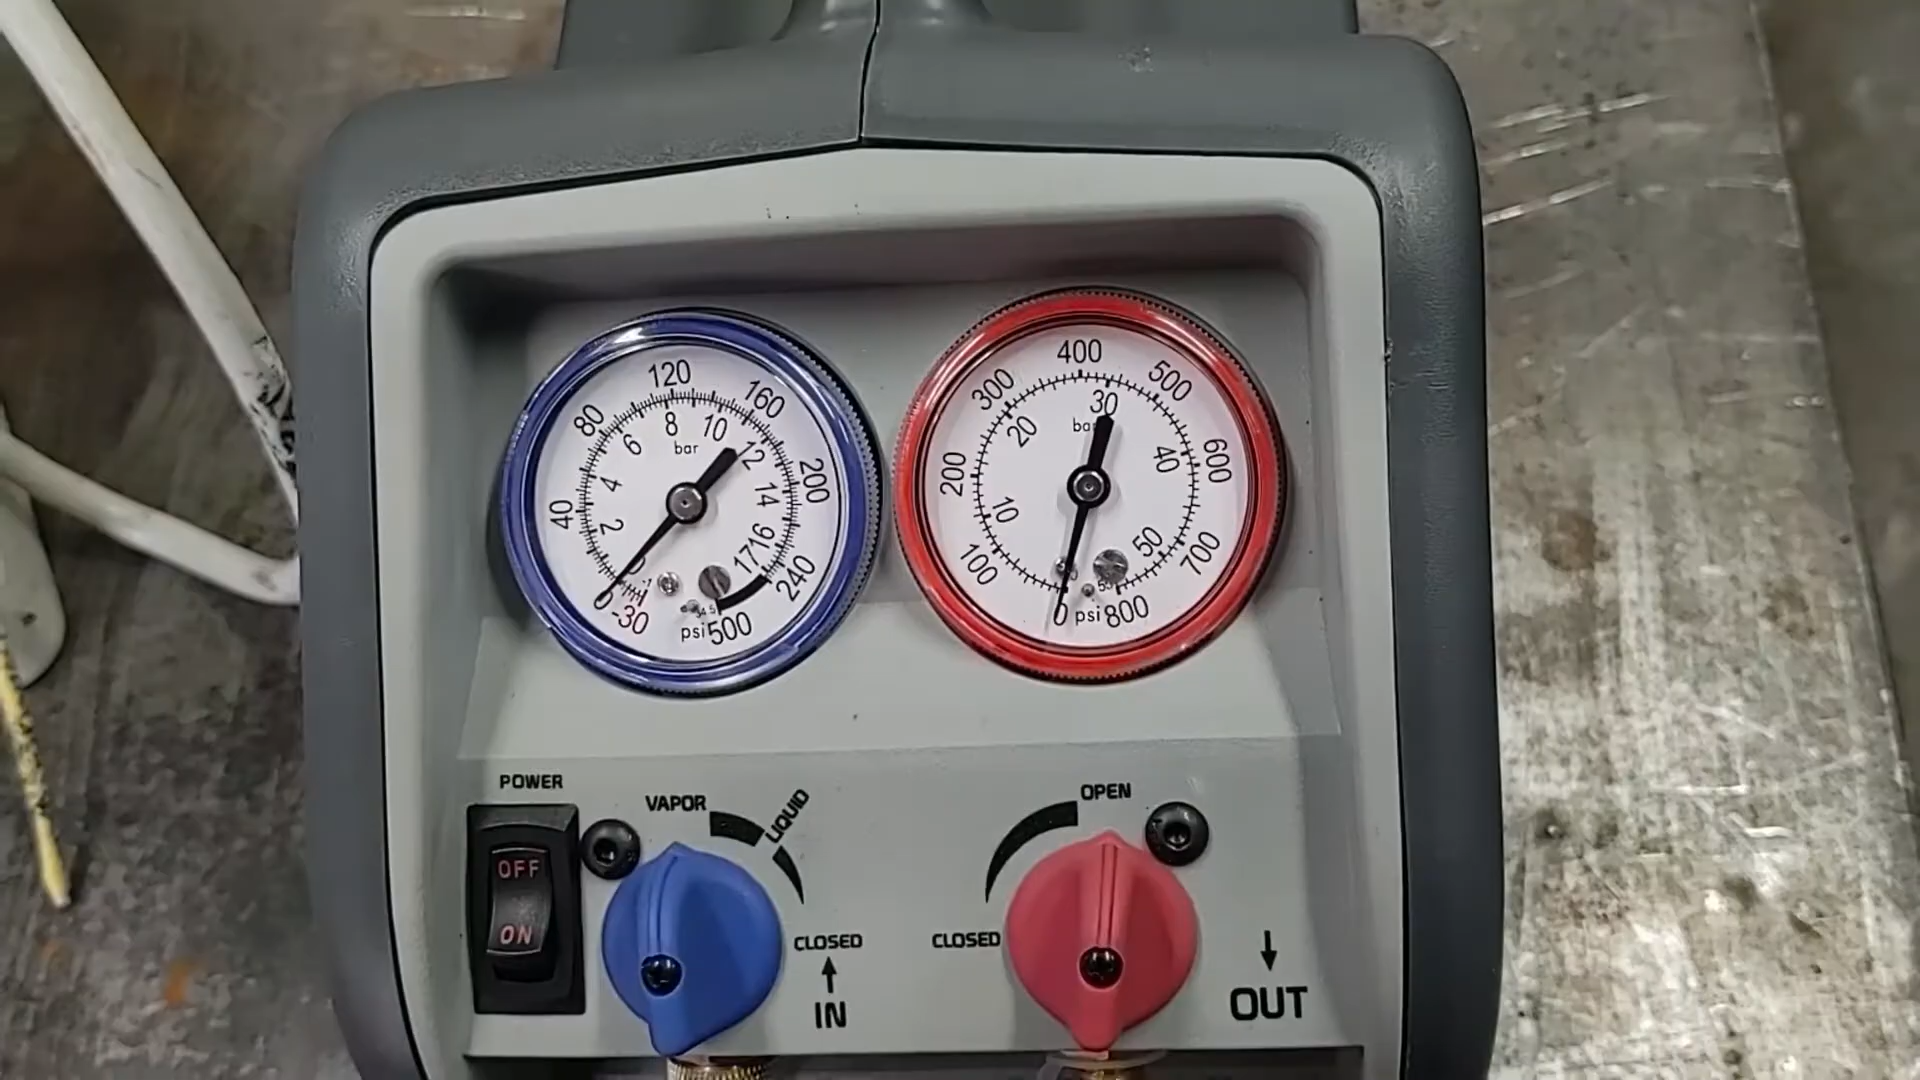 120
160
80
200
40
240
0
-30
psi
500
8
10
6
bar
12
4
14
2
16
17
-1
400
300
500
200
600
100
700
0
psi
800
30
20
bar
40
10
50
POWER
OFF
ON
VAPOR
LIQUID
CLOSED
IN
OPEN
CLOSED
OUT